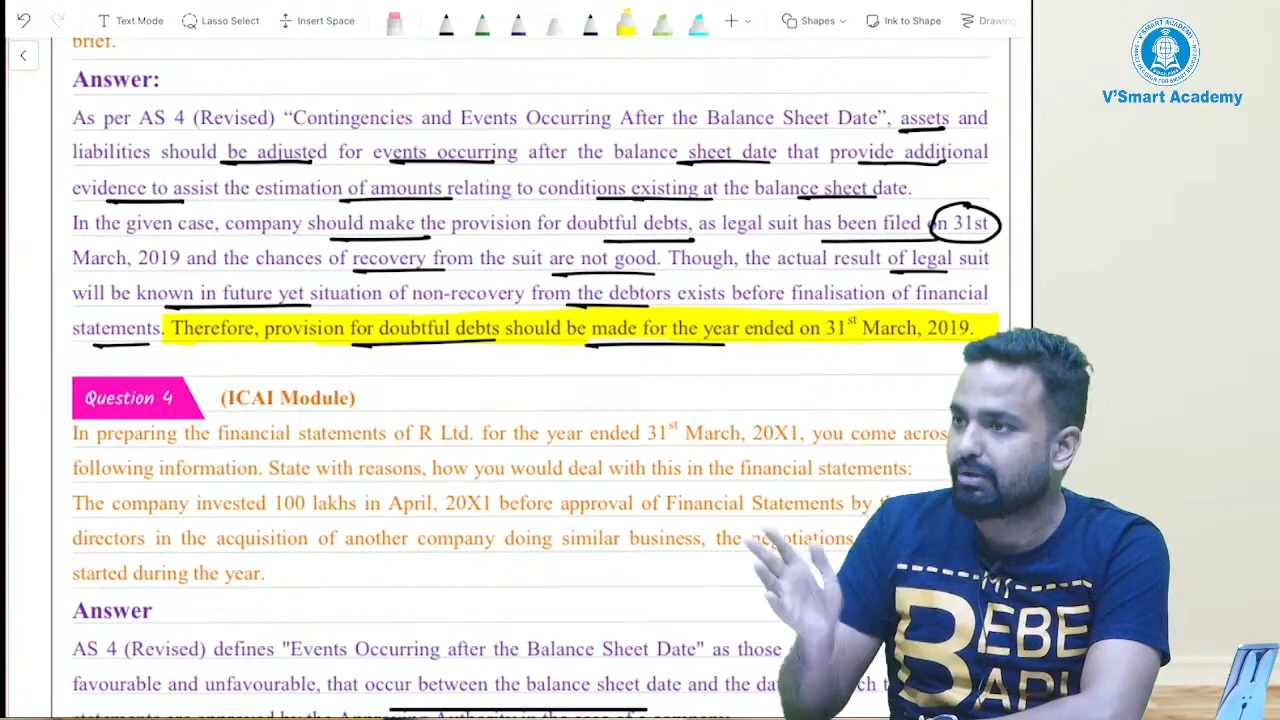 Text Mode
Lasso Select
Insert Space
Shapes
Ink to Shape
Drawing
brief.
V'SMART ACADEMY
V'Smart Academy
Answer:
As per AS 4 (Revised) “Contingencies and Events Occurring After the Balance Sheet Date”, assets and
liabilities should be adjusted for events occurring after the balance sheet date that provide additional
evidence to assist the estimation of amounts relating to conditions existing at the balance sheet date.
In the given case, company should make the provision for doubtful debts, as legal suit has been filed on 31st
March, 2019 and the chances of recovery from the suit are not good. Though, the actual result of legal suit
will be known in future yet situation of non-recovery from the debtors exists before finalisation of financial
statements. Therefore, provision for doubtful debts should be made for the year ended on 31st March, 2019.
Question 4 (ICAI Module)
In preparing the financial statements of R Ltd. for the year ended 31st March, 20X1, you come
following information. State with reasons, how you would deal with this in the financial statements:
The company invested 100 lakhs in April, 20X1 before approval of Financial Statements by
directors in the acquisition of another company doing similar business, the negotiations
started during the year.
Answer
AS 4 (Revised) defines "Events Occurring after the Balance Sheet Date" as those
favourable and unfavourable, that occur between the balance sheet date and the
MY
BEBE